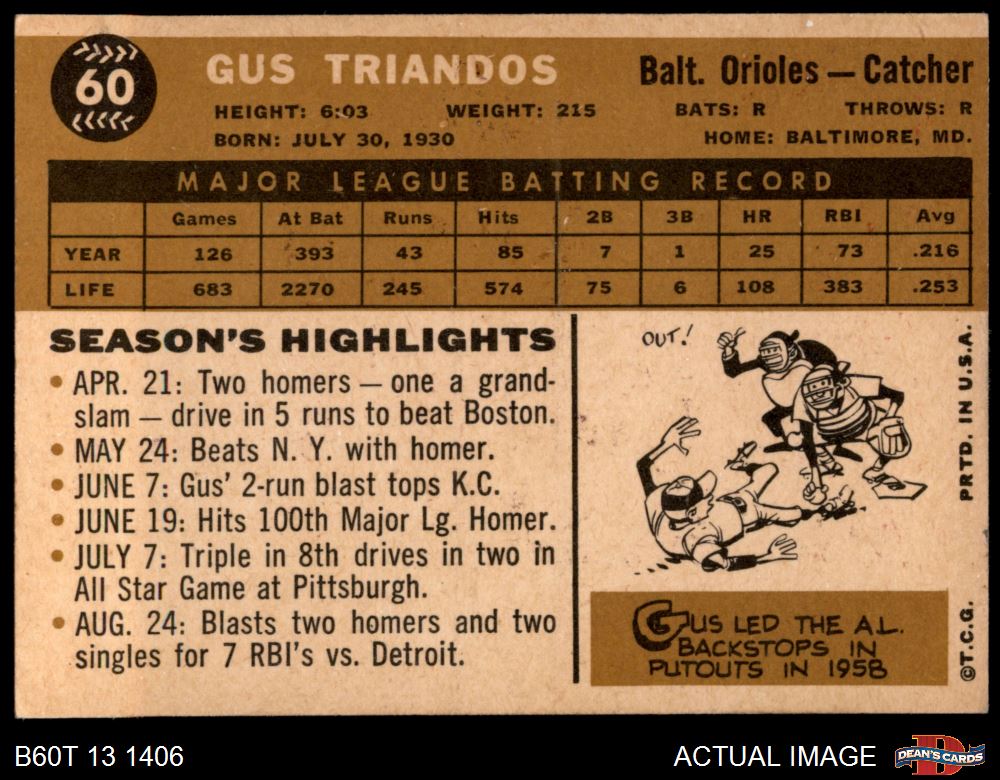 60
GUS TRIANDOS
Balt. Orioles — Catcher
HEIGHT: 6:03 WEIGHT: 215 BATS: R THROWS: R
BORN: JULY 30, 1930 HOME: BALTIMORE, MD.
MAJOR LEAGUE BATTING RECORD
Games At Bat Runs Hits 2B 3B HR RBI Avg
YEAR 126 393 43 85 7 1 25 73 .216
LIFE 683 2270 245 574 75 6 108 383 .253
SEASON'S HIGHLIGHTS
• APR. 21: Two homers — one a grand-
slam — drive in 5 runs to beat Boston.
• MAY 24: Beats N. Y. with homer.
• JUNE 7: Gus' 2-run blast tops K.C.
• JUNE 19: Hits 100th Major Lg. Homer.
• JULY 7: Triple in 8th drives in two in
All Star Game at Pittsburgh.
• AUG. 24: Blasts two homers and two
singles for 7 RBI's vs. Detroit.
OUT!
GUS LED THE A.L.
BACKSTOPS IN
PUTOUTS IN 1958
©T.C.G. PRTD. IN U.S.A.
B60T 13 1406
ACTUAL IMAGE
D
DEAN'S CARDS